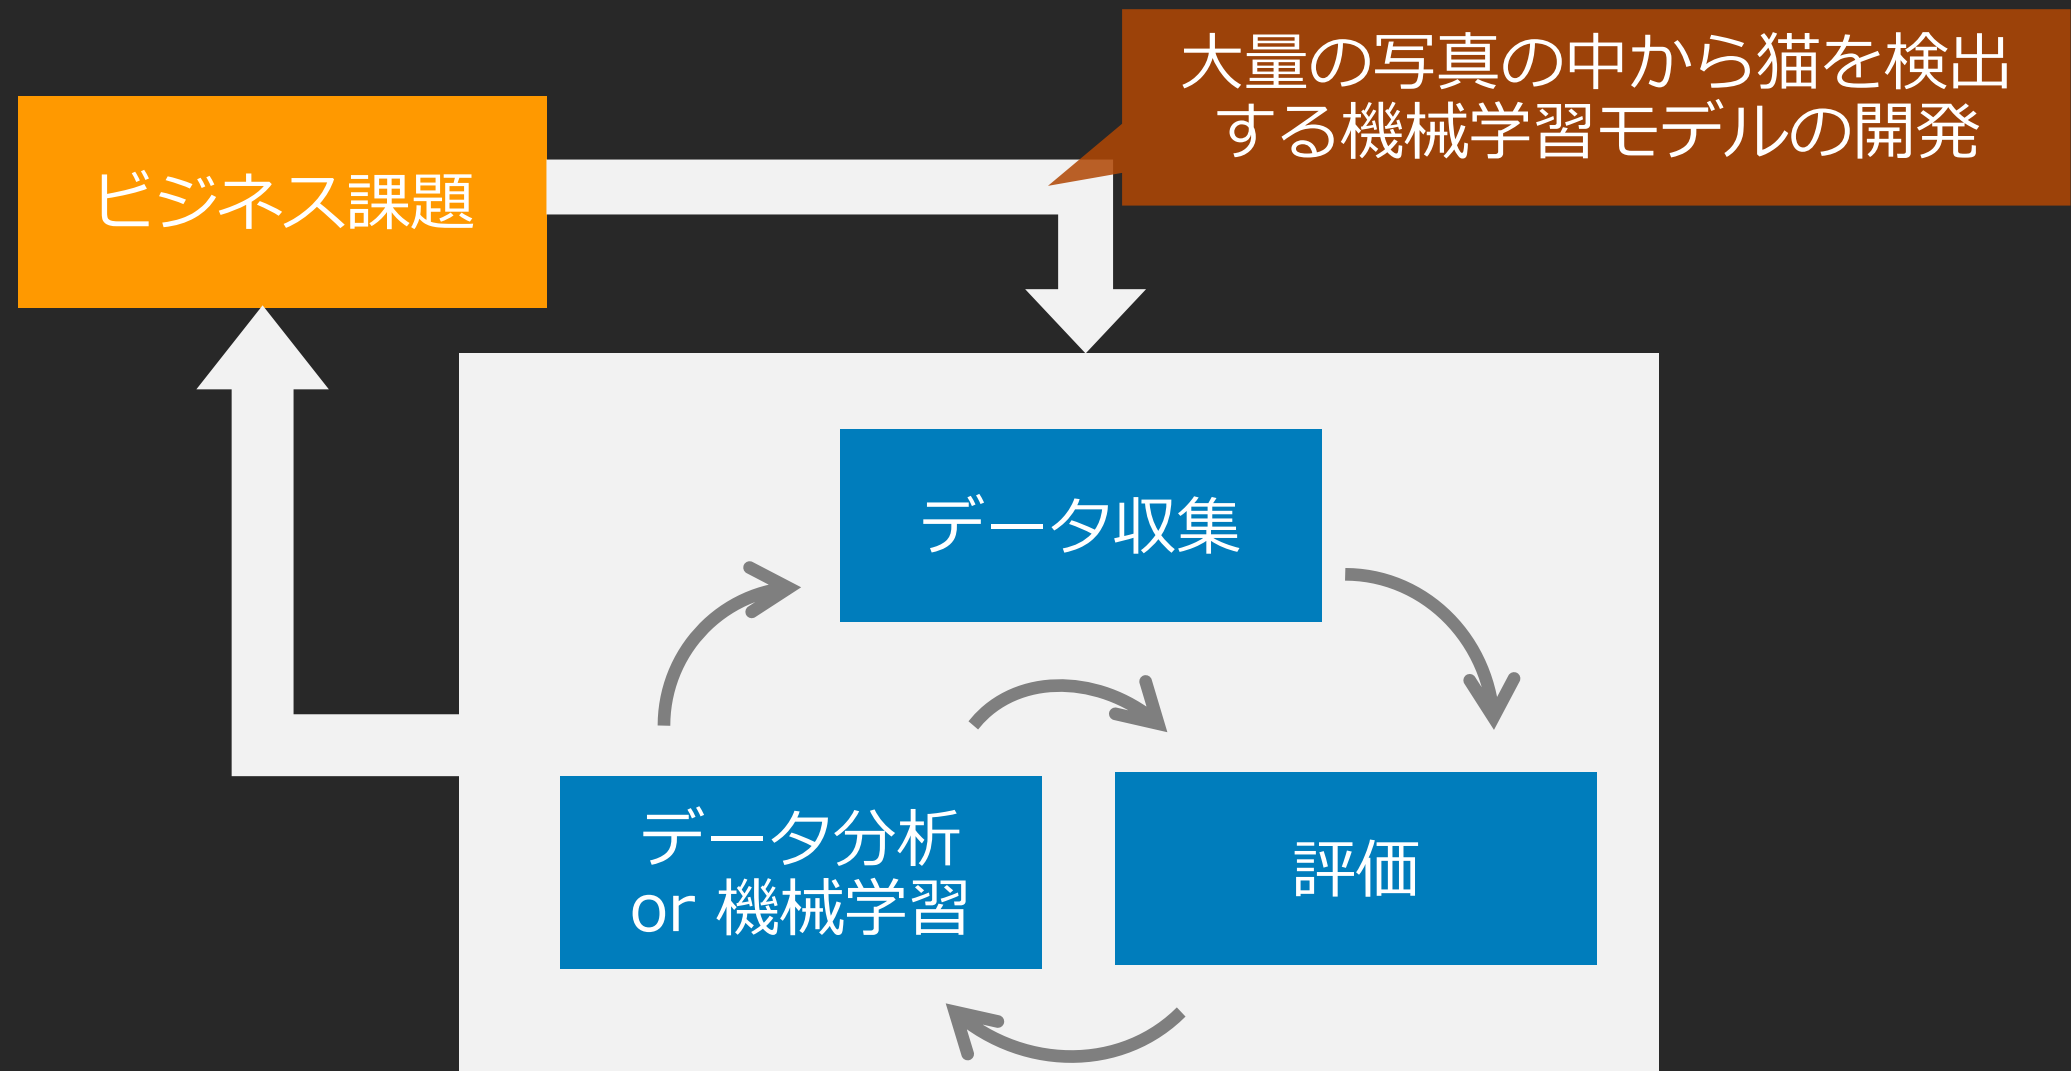 大量の写真の中から猫を検出
する機械学習モデルの開発
ビジネス課題
データ収集
データ分析
or 機械学習
評価